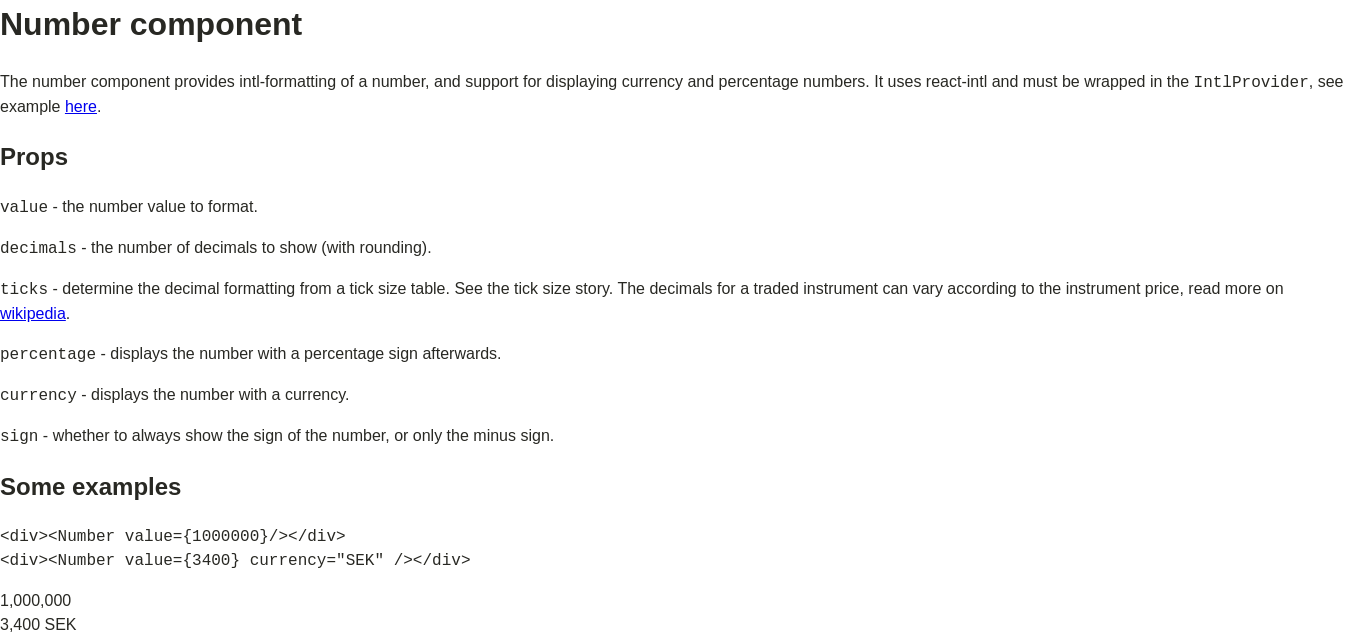 Number component
The number component provides intl-formatting of a number, and support for displaying currency and percentage numbers. It uses react-intl and must be wrapped in the IntlProvider, see
example here.
Props
value - the number value to format.
decimals - the number of decimals to show (with rounding).
ticks - determine the decimal formatting from a tick size table. See the tick size story. The decimals for a traded instrument can vary according to the instrument price, read more on
wikipedia.
percentage - displays the number with a percentage sign afterwards.
currency - displays the number with a currency.
sign - whether to always show the sign of the number, or only the minus sign.
Some examples
<div><Number value={1000000}/></div>
<div><Number value={3400} currency="SEK" /></div>
1,000,000
3,400 SEK